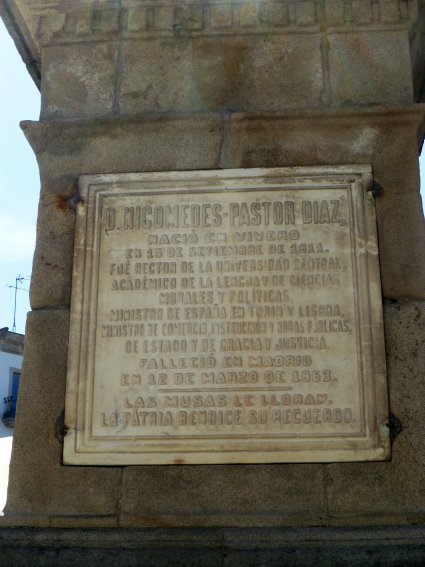 D. NICOMEDES-PASTOR-DIAZ,
NACIÓ EN VIVERO
EN 15 DE SETIEMBRE DE 1811.
FUÉ RECTOR DE LA UNIVERSIDAD CENTRAL,
ACADÉMICO DE LA LENGUA Y DE CIENCIAS
MORALES Y POLÍTICAS,
MINISTRO DE ESPAÑA EN TURIN Y LISBOA,
MINISTRO DE COMERCIO, INSTRUCCIÓN Y OBRAS PÚBLICAS,
DE ESTADO Y DE GRACIA Y JUSTICIA.
FALLECIÓ EN MADRID
EN 12 DE MARZO DE 1863.
LAS MUSAS LE LLORAN.
LA PATRIA BENDICE SU RECUERDO.